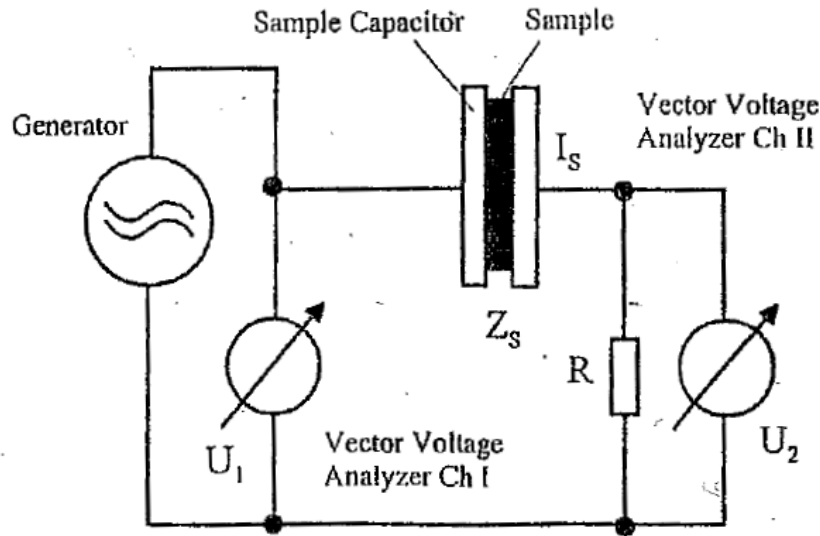 Sample Capacitor
Sample
Generator
Vector Voltage
Analyzer Ch II
I_S
Z_S
R
U_1
Vector Voltage
Analyzer Ch I
U_2